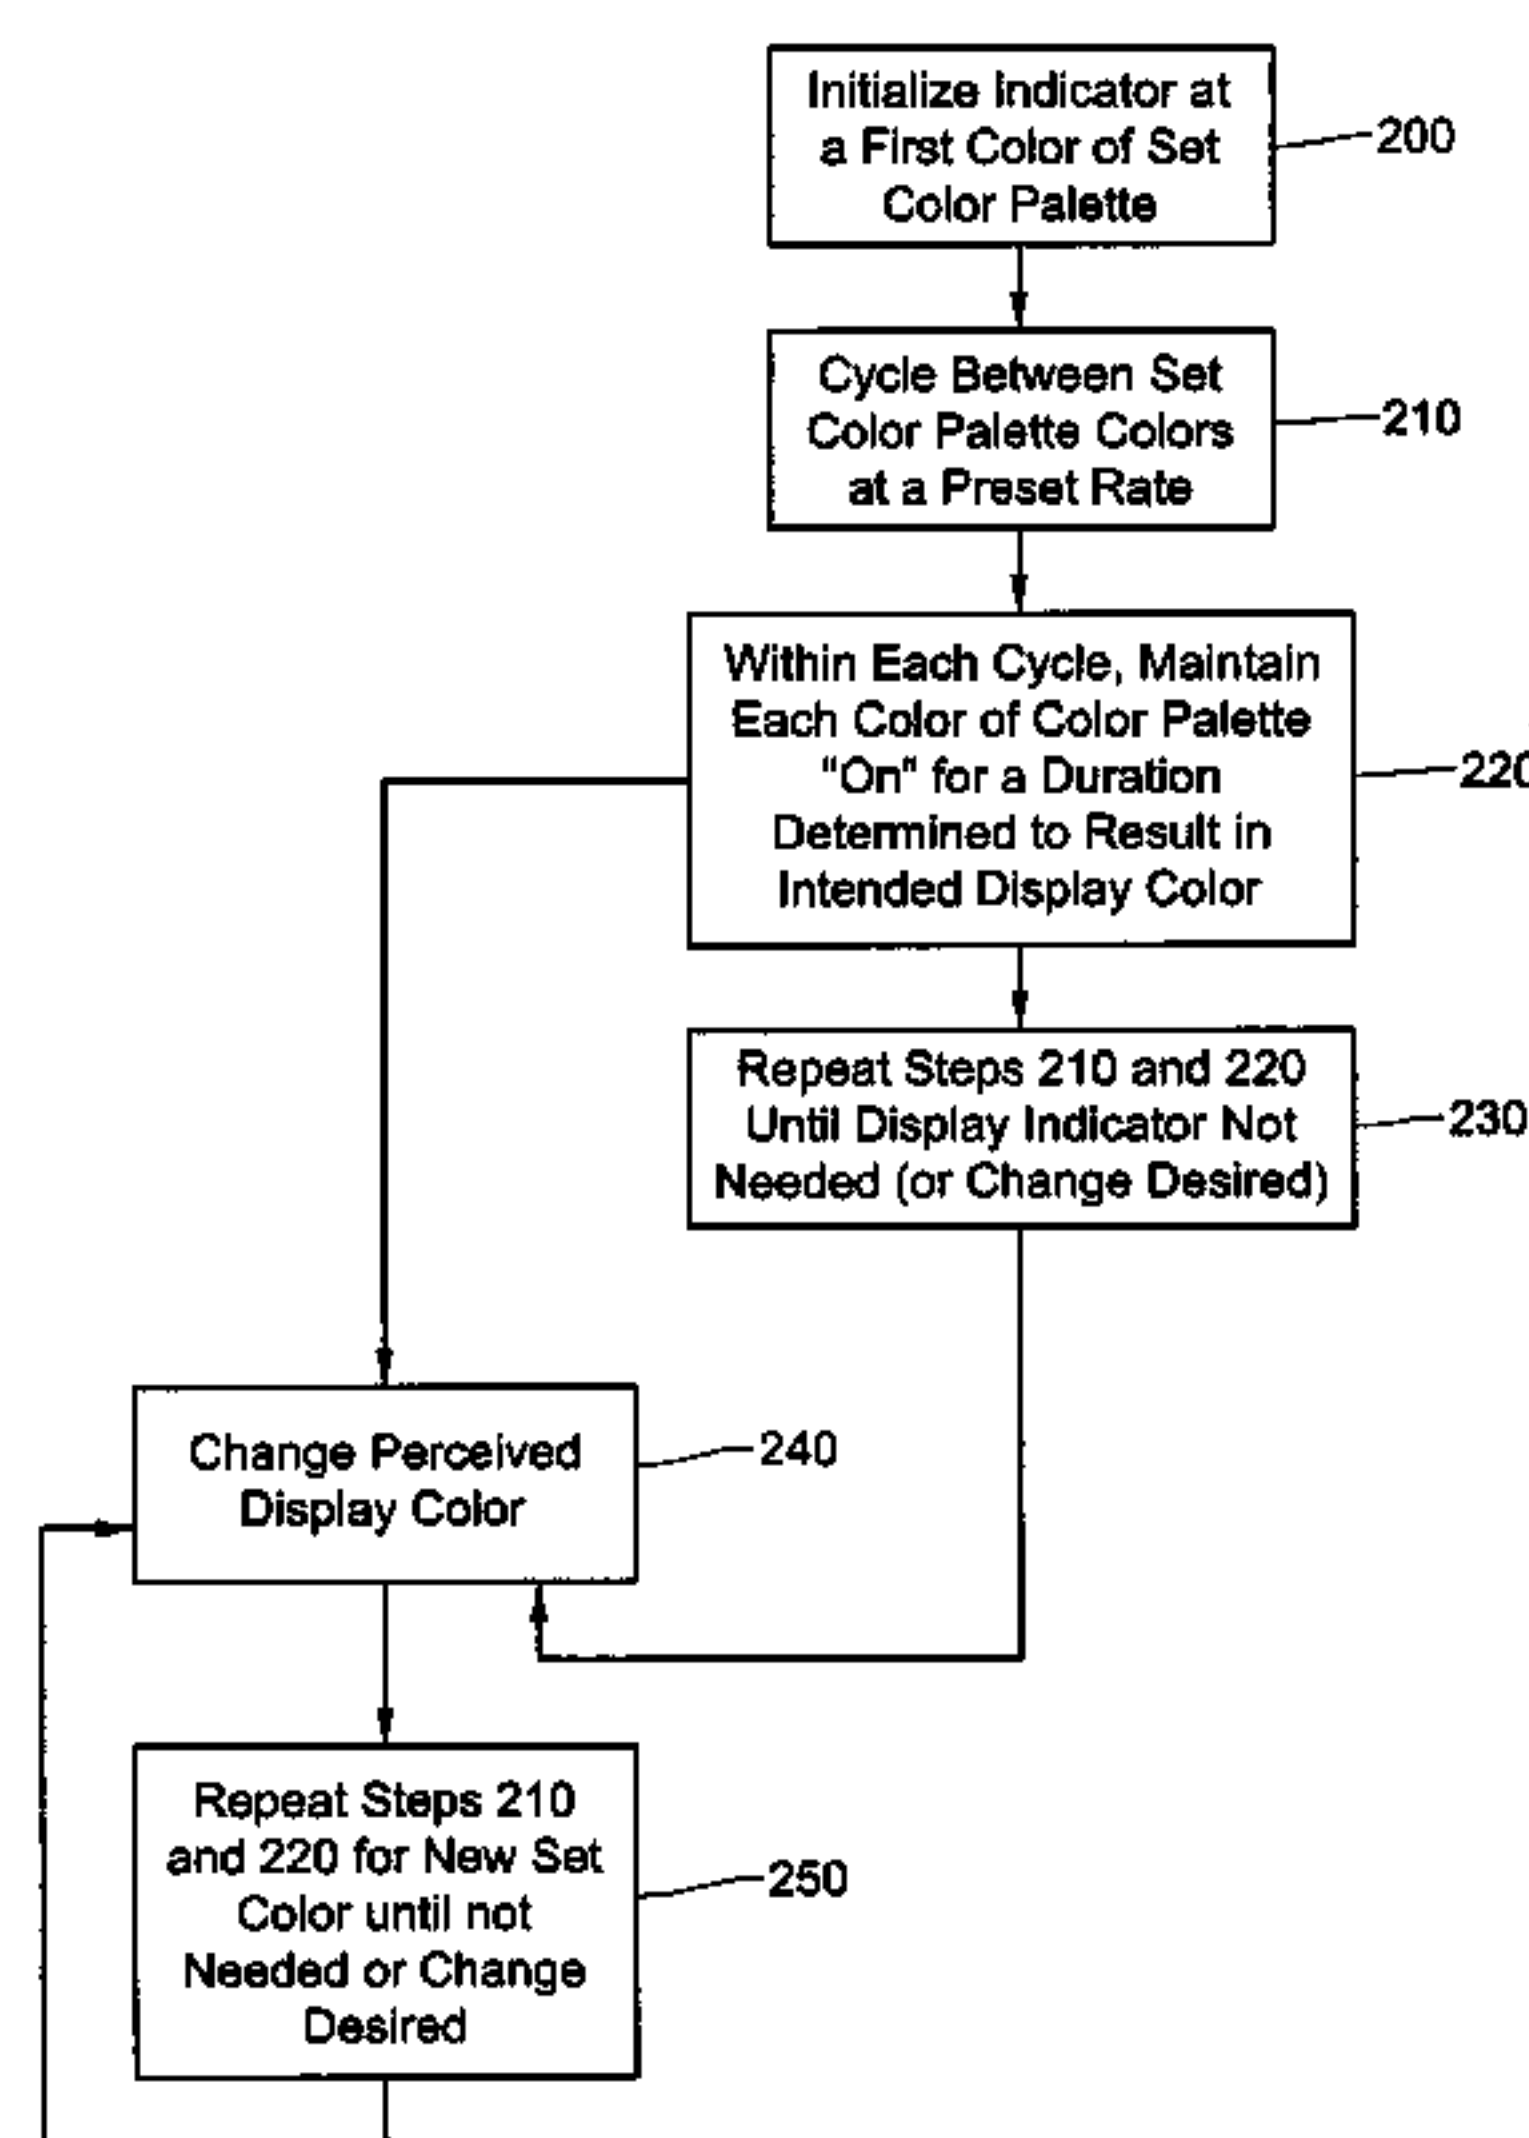 Initialize Indicator at
a First Color of Set
Color Palette
200
Cycle Between Set
Color Palette Colors
at a Preset Rate
210
Within Each Cycle, Maintain
Each Color of Color Palette
"On" for a Duration
Determined to Result in
Intended Display Color
220
Repeat Steps 210 and 220
Until Display Indicator Not
Needed (or Change Desired)
230
Change Perceived
Display Color
240
Repeat Steps 210
and 220 for New Set
Color until not
Needed or Change
Desired
250